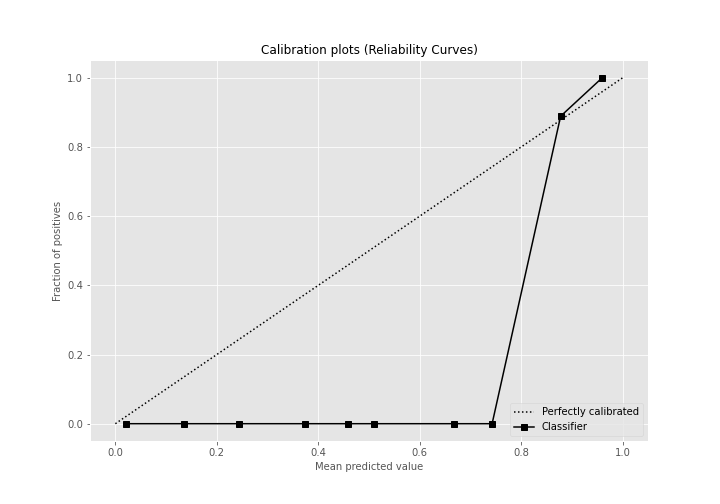 Calibration plots (Reliability Curves)
1.0
0.8
0.6
0.4
0.2
0.0
Fraction of positives
0.0 0.2 0.4 0.6 0.8 1.0
Mean predicted value
Perfectly calibrated
Classifier